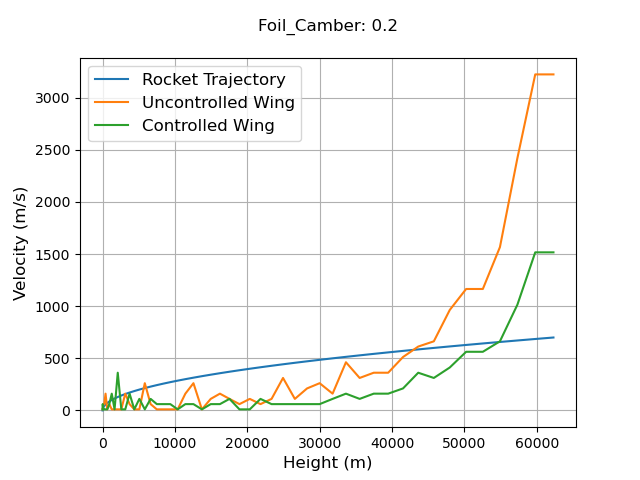 Foil_Camber: 0.2
Rocket Trajectory
Uncontrolled Wing
Controlled Wing
Velocity (m/s)
3000
2500
2000
1500
1000
500
0
0 10000 20000 30000 40000 50000 60000
Height (m)